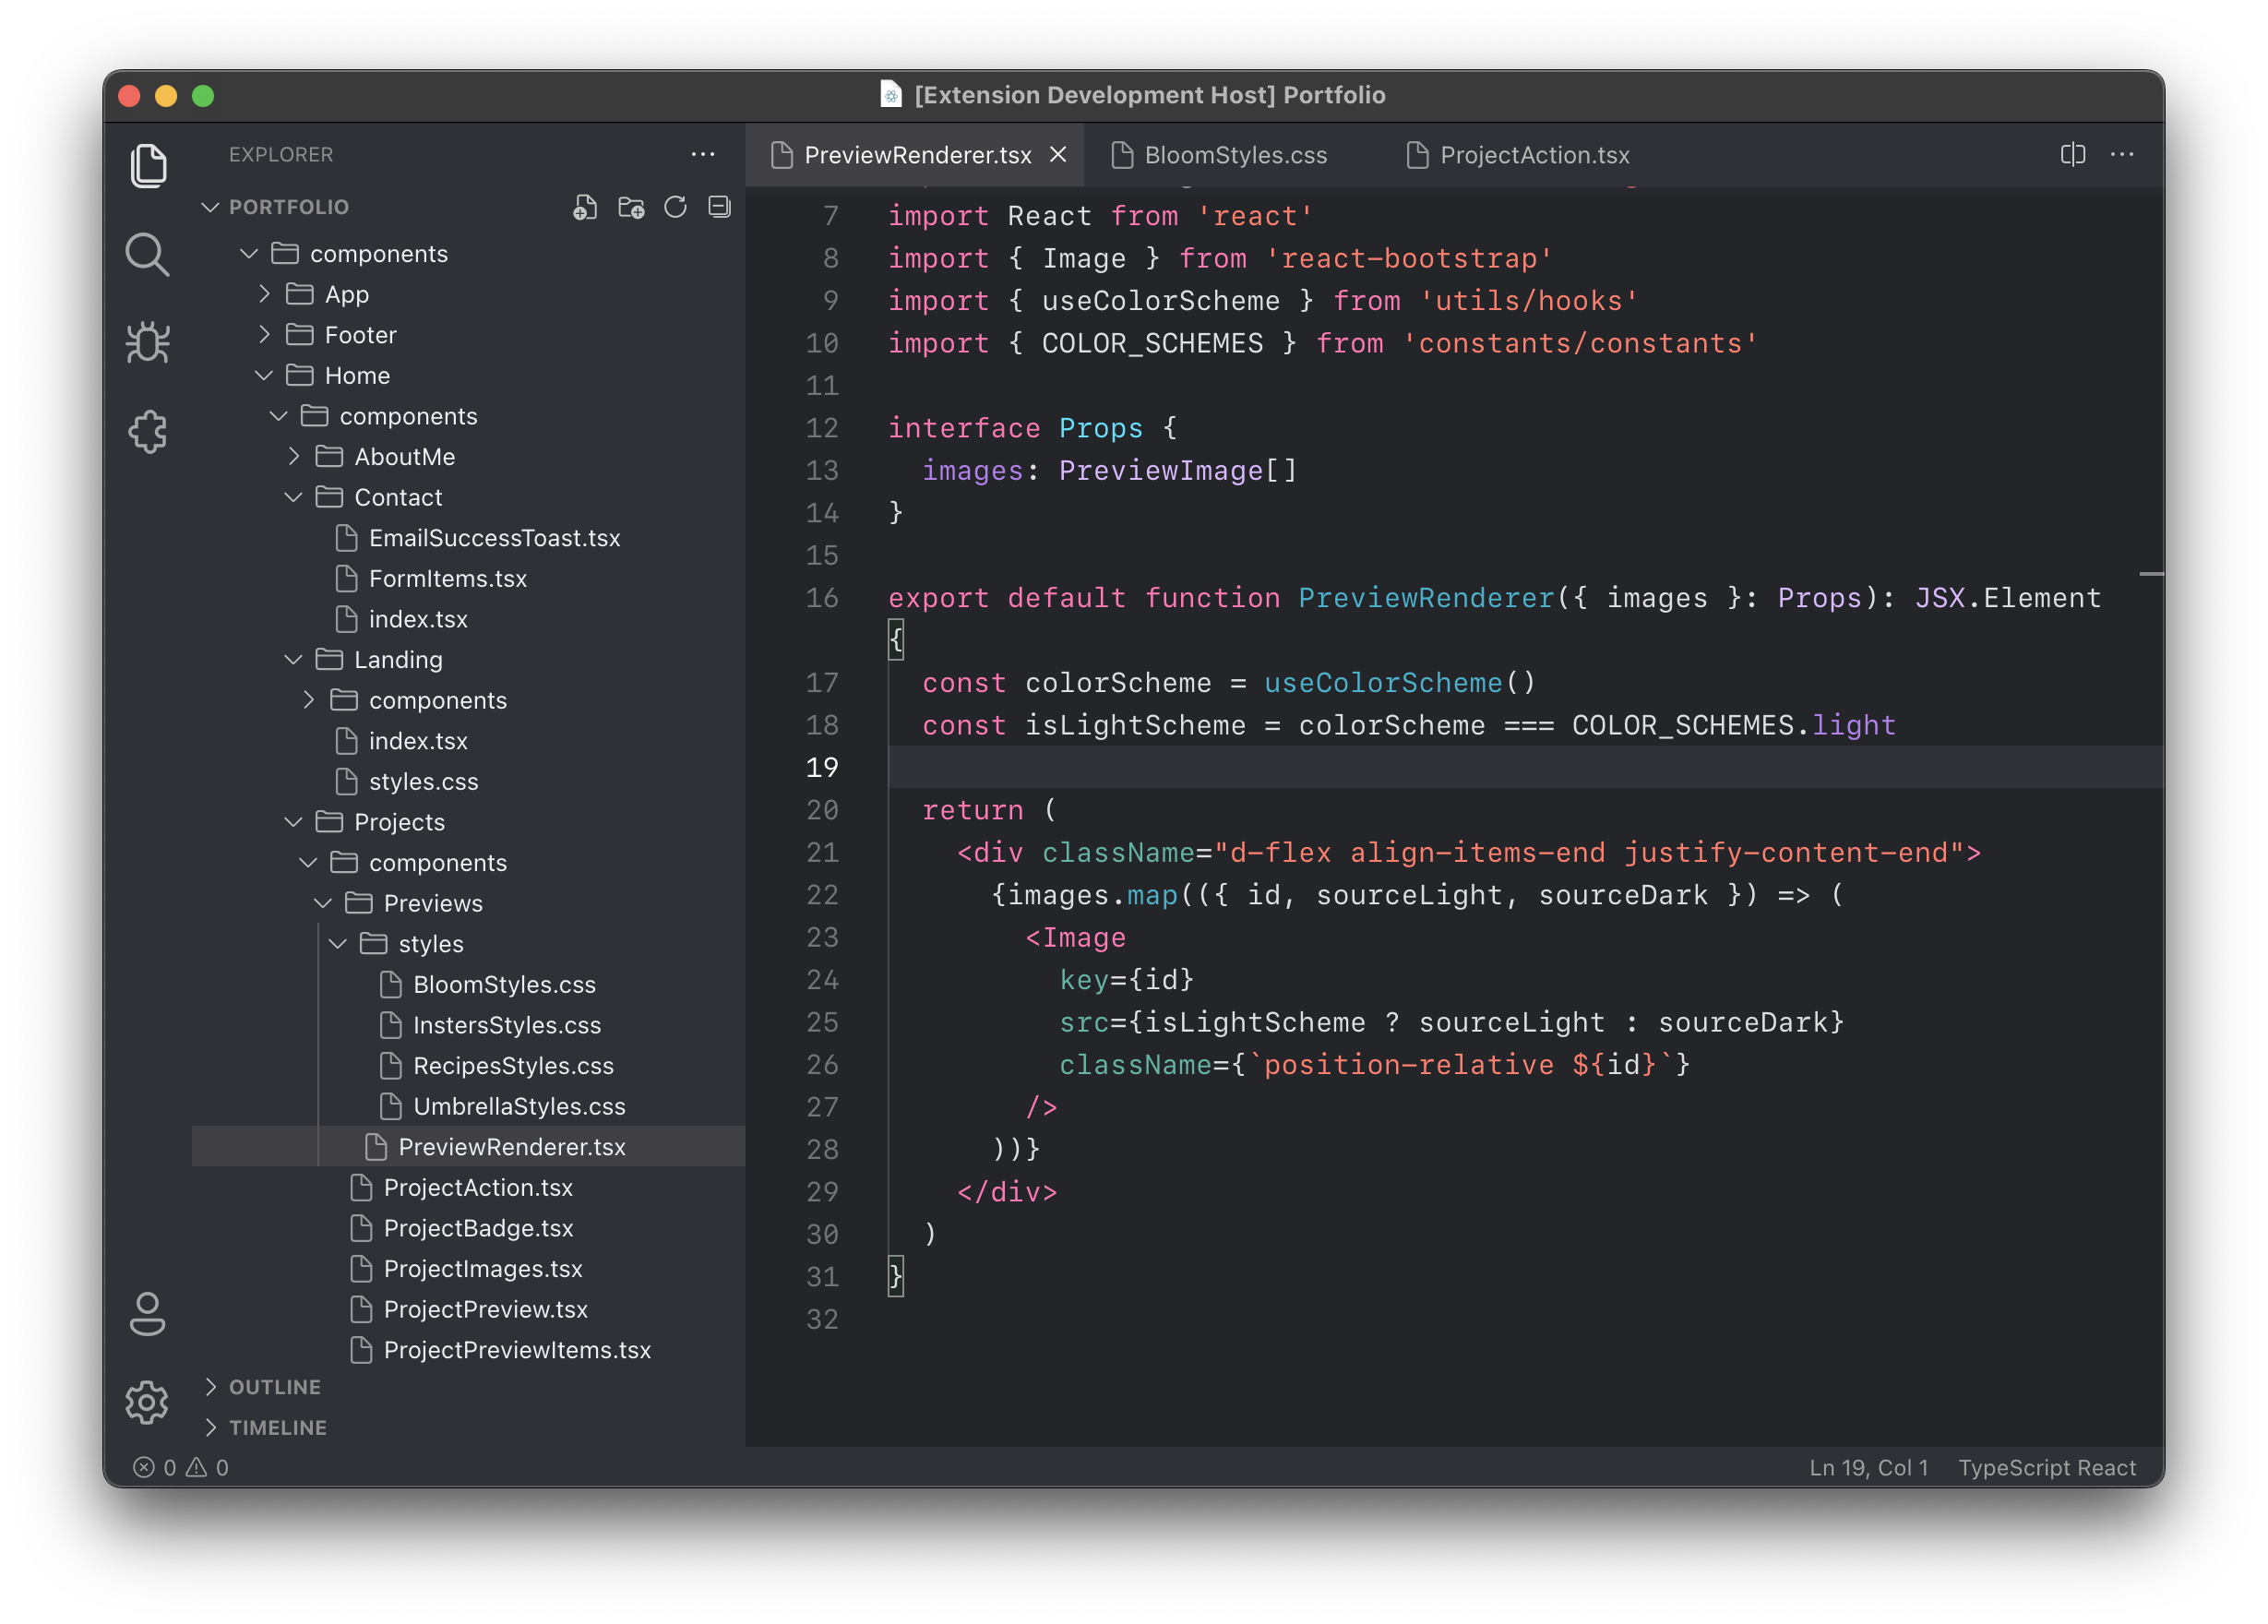 [Extension Development Host] Portfolio
EXPLORER
PORTFOLIO
components
App
Footer
Home
components
AboutMe
Contact
EmailSuccessToast.tsx
FormItems.tsx
index.tsx
Landing
components
index.tsx
styles.css
Projects
components
Previews
styles
BloomStyles.css
InstersStyles.css
RecipesStyles.css
UmbrellaStyles.css
PreviewRenderer.tsx
ProjectAction.tsx
ProjectBadge.tsx
ProjectImages.tsx
ProjectPreview.tsx
ProjectPreviewItems.tsx
OUTLINE
TIMELINE
PreviewRenderer.tsx BloomStyles.css ProjectAction.tsx
7 import React from 'react'
8 import { Image } from 'react-bootstrap'
9 import { useColorScheme } from 'utils/hooks'
10 import { COLOR_SCHEMES } from 'constants/constants'
11
12 interface Props {
13 images: PreviewImage[]
14 }
15
16 export default function PreviewRenderer({ images }: Props): JSX.Element
{
17 const colorScheme = useColorScheme()
18 const isLightScheme = colorScheme === COLOR_SCHEMES.light
19
20 return (
21 <div className="d-flex align-items-end justify-content-end">
22 {images.map(({ id, sourceLight, sourceDark }) => (
23 <Image
24 key={id}
25 src={isLightScheme ? sourceLight : sourceDark}
26 className={`position-relative ${id}`}
27 />
28 ))}
29 </div>
30 )
31 }
32
0 0
Ln 19, Col 1 TypeScript React